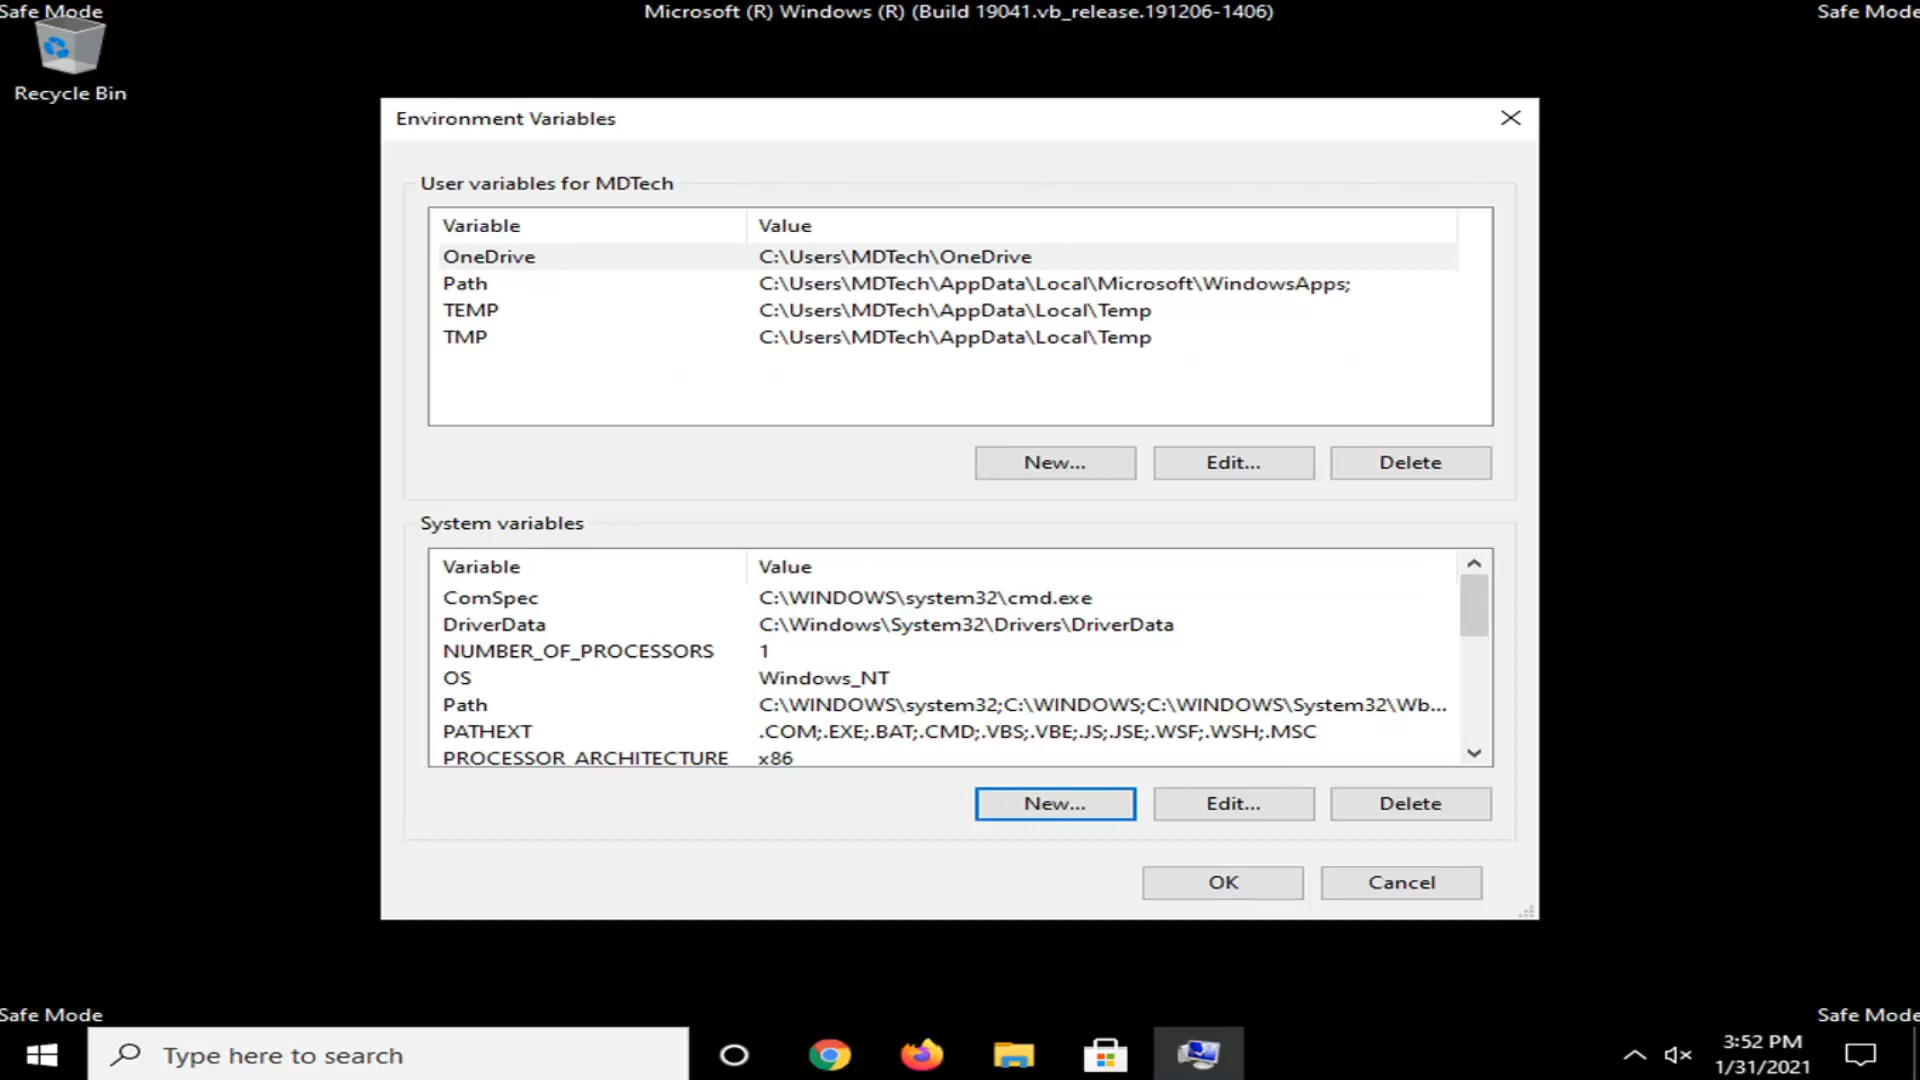 Safe Mode
Microsoft (R) Windows (R) (Build 19041.vb_release.191206-1406)
Safe Mode
Recycle Bin
Environment Variables
User variables for MDTech
Variable Value
OneDrive C:\Users\MDTech\OneDrive
Path C:\Users\MDTech\AppData\Local\Microsoft\WindowsApps;
TEMP C:\Users\MDTech\AppData\Local\Temp
TMP C:\Users\MDTech\AppData\Local\Temp
New... Edit... Delete
System variables
Variable Value
ComSpec C:\WINDOWS\system32\cmd.exe
DriverData C:\Windows\System32\Drivers\DriverData
NUMBER_OF_PROCESSORS 1
OS Windows_NT
Path C:\WINDOWS\system32;C:\WINDOWS;C:\WINDOWS\System32\Wb...
PATHEXT .COM;.EXE;.BAT;.CMD;.VBS;.VBE;.JS;.JSE;.WSF;.WSH;.MSC
PROCESSOR_ARCHITECTURE x86
New... Edit... Delete
OK Cancel
Safe Mode
Safe Mode
Type here to search
3:52 PM
1/31/2021